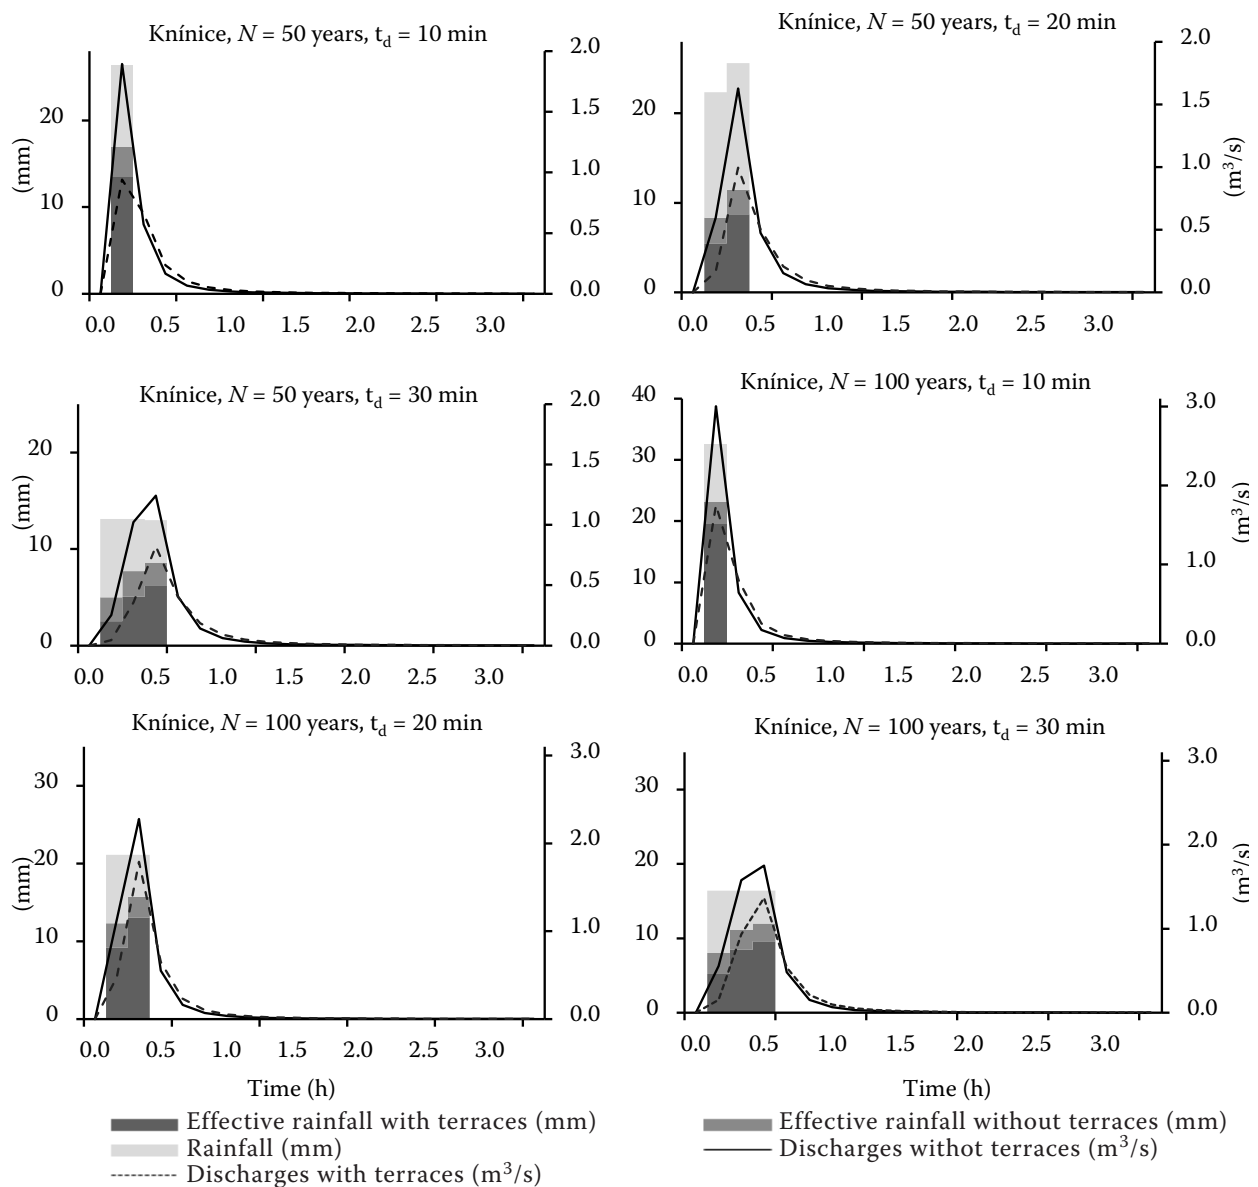 Knínice, N = 50 years, t_d = 10 min
2.0
1.5
1.0
0.5
0.0
20
10
0
(mm)
0.0 0.5 1.0 1.5 2.0 2.5 3.0
Knínice, N = 50 years, t_d = 20 min
2.0
1.5
1.0
0.5
0.0
20
10
0
(m³/s)
0.0 0.5 1.0 1.5 2.0 2.5 3.0
Knínice, N = 50 years, t_d = 30 min
2.0
1.5
1.0
0.5
0.0
20
10
0
(mm)
0.0 0.5 1.0 1.5 2.0 2.5 3.0
Knínice, N = 100 years, t_d = 10 min
40
30
20
10
0
3.0
2.0
1.0
0.0
(m³/s)
0.0 0.5 1.0 1.5 2.0 2.5 3.0
Knínice, N = 100 years, t_d = 20 min
30
20
10
0
3.0
2.0
1.0
0.0
(mm)
0.0 0.5 1.0 1.5 2.0 2.5 3.0
Time (h)
Knínice, N = 100 years, t_d = 30 min
30
20
10
0
3.0
2.0
1.0
0.0
(m³/s)
0.0 0.5 1.0 1.5 2.0 2.5 3.0
Time (h)
Effective rainfall with terraces (mm)
Rainfall (mm)
Discharges with terraces (m³/s)
Effective rainfall without terraces (mm)
Discharges withot terraces (m³/s)